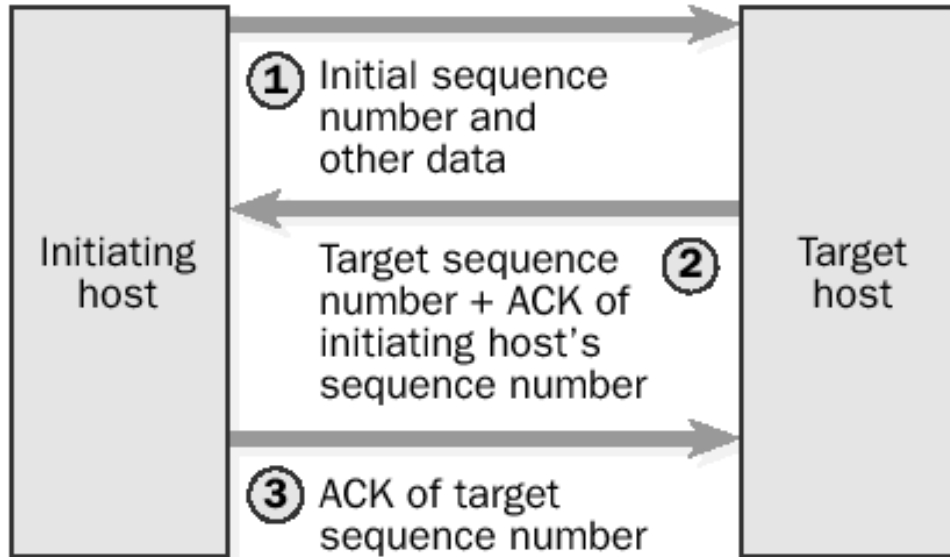 1
Initial sequence
number and
other data
Initiating
host
Target sequence
number + ACK of
initiating host's
sequence number
2
Target
host
3
ACK of target
sequence number